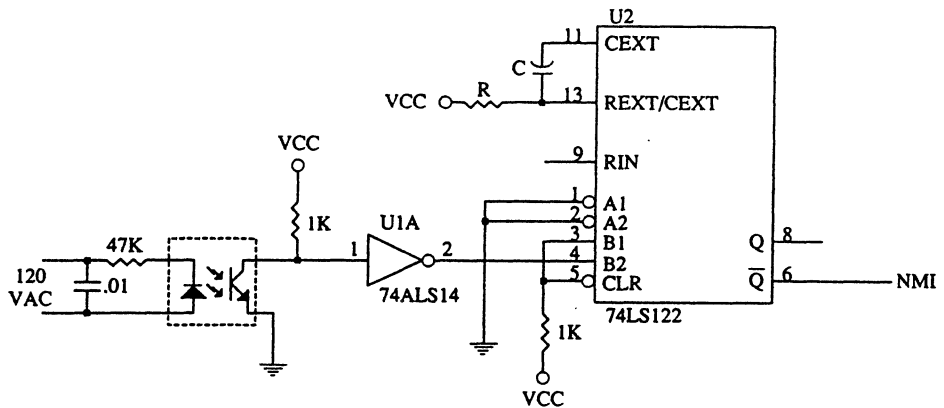 U2
11 CEXT
C
R
VCC 13 REXT/CEXT
VCC
9 RIN
1K
U1A
1 A1
2 A2
3 B1
4 B2
5 CLR
Q 8
Q 6 NMI
47K
1 2
120
VAC
.01
74ALS14
74LS122
1K
VCC